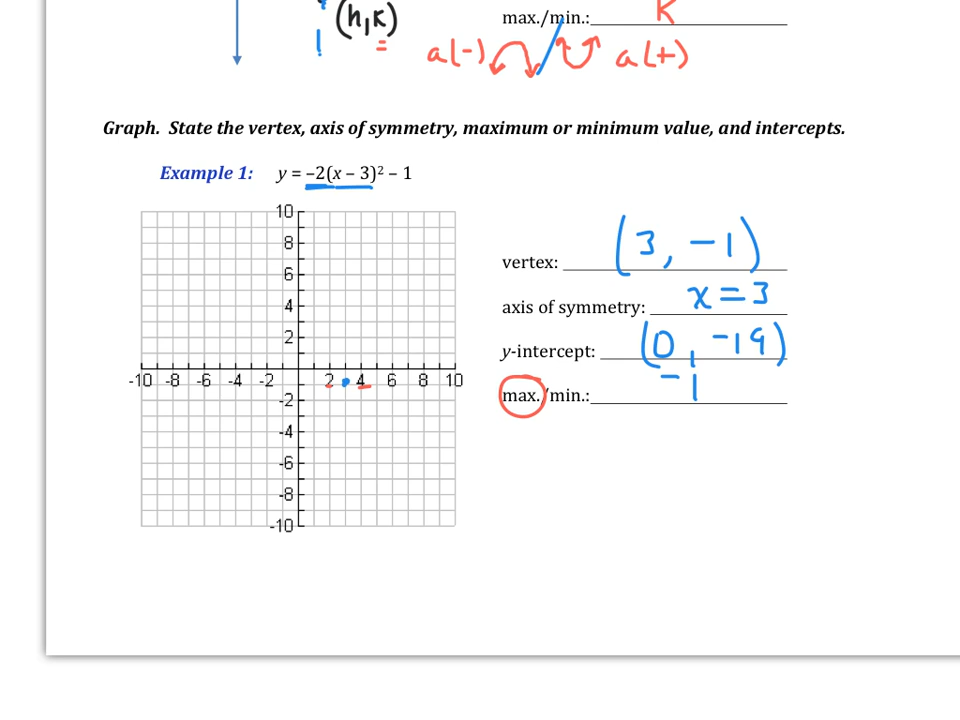 (h,k)
max./min.: K
a(-) / a(+)
Graph. State the vertex, axis of symmetry, maximum or minimum value, and intercepts.
Example 1: y = –2(x – 3)² – 1
10
8
6
4
2
-10 -8 -6 -4 -2 2 4 6 8 10
-2
-4
-6
-8
-10
vertex: (3, -1)
axis of symmetry: x = 3
y-intercept: (0, -19)
max./min.: -1